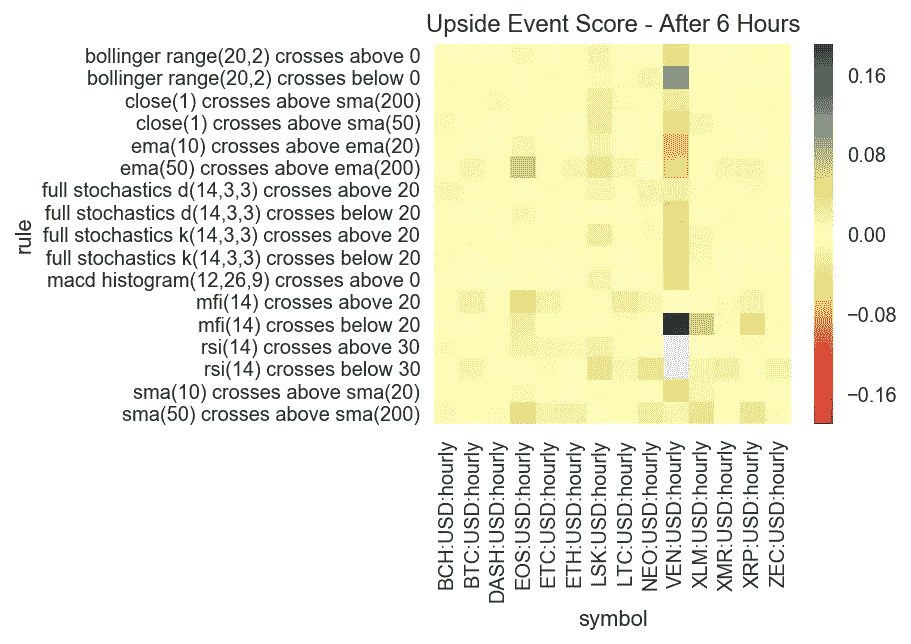 Upside Event Score - After 6 Hours
rule
bollinger range(20,2) crosses above 0
bollinger range(20,2) crosses below 0
close(1) crosses above sma(200)
close(1) crosses above sma(50)
ema(10) crosses above ema(20)
ema(50) crosses above ema(200)
full stochastics d(14,3,3) crosses above 20
full stochastics d(14,3,3) crosses below 20
full stochastics k(14,3,3) crosses above 20
full stochastics k(14,3,3) crosses below 20
macd histogram(12,26,9) crosses above 0
mfi(14) crosses above 20
mfi(14) crosses below 20
rsi(14) crosses above 30
rsi(14) crosses below 30
sma(10) crosses above sma(20)
sma(50) crosses above sma(200)
0.16
0.08
0.00
−0.08
−0.16
BCH:USD:hourly
BTC:USD:hourly
DASH:USD:hourly
EOS:USD:hourly
ETC:USD:hourly
ETH:USD:hourly
LSK:USD:hourly
LTC:USD:hourly
NEO:USD:hourly
VEN:USD:hourly
XLM:USD:hourly
XMR:USD:hourly
XRP:USD:hourly
ZEC:USD:hourly
symbol